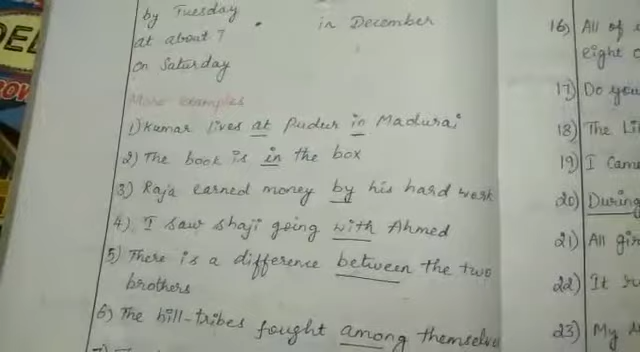 by Tuesday
in December
at about 7
on Saturday
More examples
1) Kumar lives at Pudur in Madurai
2) The book is in the box
3) Raja earned money by his hard work
4) I saw Shaji going with Ahmed
5) There is a difference between the two
brothers
6) The hill-tribes fought among themselve
16) All of
eight
17) Do you
18) The Li
19) I came
20) During
21) All gir
22) It
23) My